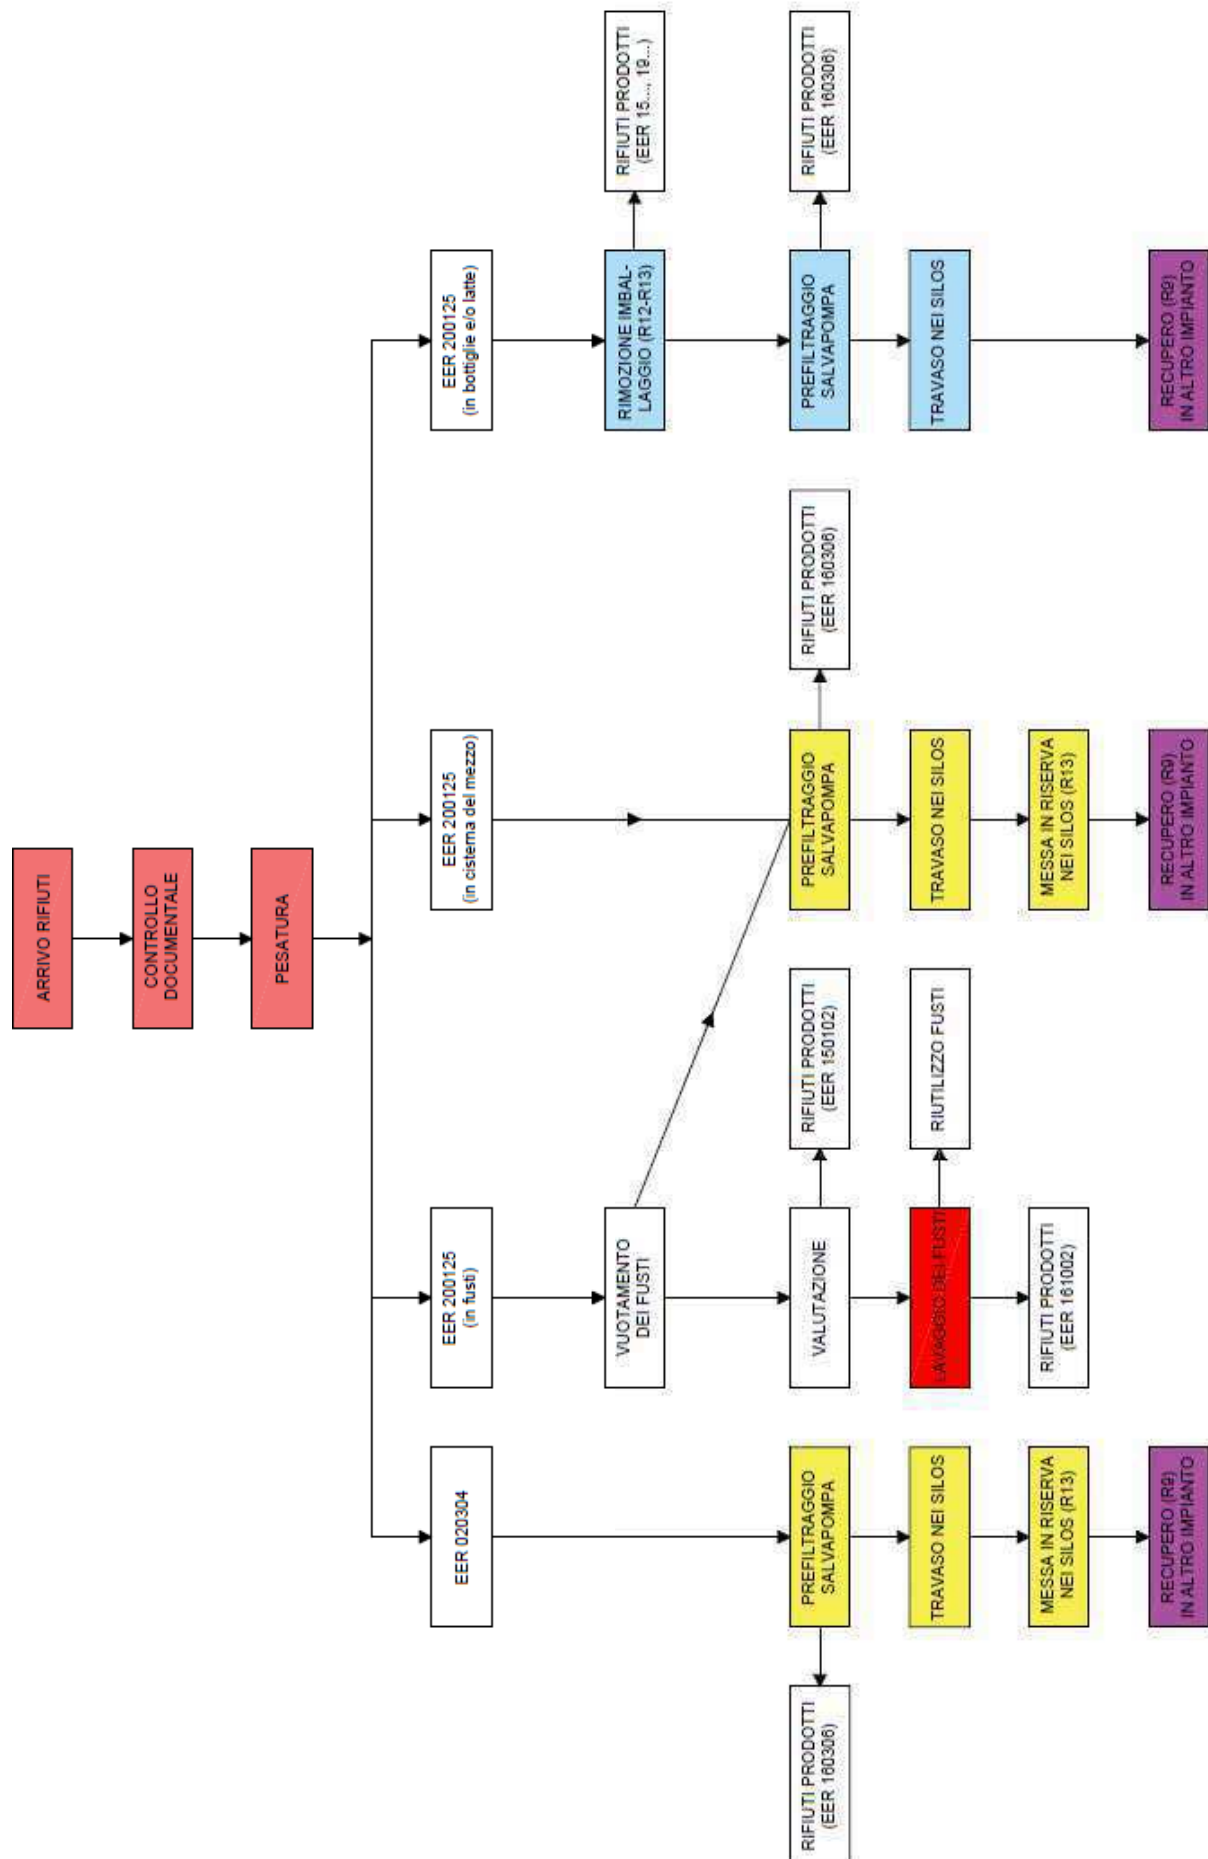 ARRIVO RIFIUTI
CONTROLLO
DOCUMENTALE
PESATURA
EER 020304
EER 200125
(in fusti)
EER 200125
(in cisterna del mezzo)
EER 200125
(in bottiglie e/o latte)
VUOTAMENTO
DEI FUSTI
RIMOZIONE IMBAL-
LAGGIO (R12-R13)
RIFIUTI PRODOTTI
(EER 15..., 19...)
RIFIUTI PRODOTTI
(EER 160306)
PREFILTRAGGIO
SALVAPOMPA
VALUTAZIONE
RIFIUTI PRODOTTI
(EER 150102)
PREFILTRAGGIO
SALVAPOMPA
RIFIUTI PRODOTTI
(EER 160306)
PREFILTRAGGIO
SALVAPOMPA
RIFIUTI PRODOTTI
(EER 160306)
TRAVASO NEI SILOS
LAVAGGIO DEI FUSTI
RIUTILIZZO FUSTI
TRAVASO NEI SILOS
TRAVASO NEI SILOS
MESSA IN RISERVA
NEI SILOS (R13)
RIFIUTI PRODOTTI
(EER 161002)
MESSA IN RISERVA
NEI SILOS (R13)
RECUPERO (R9)
IN ALTRO IMPIANTO
RECUPERO (R9)
IN ALTRO IMPIANTO
RECUPERO (R9)
IN ALTRO IMPIANTO